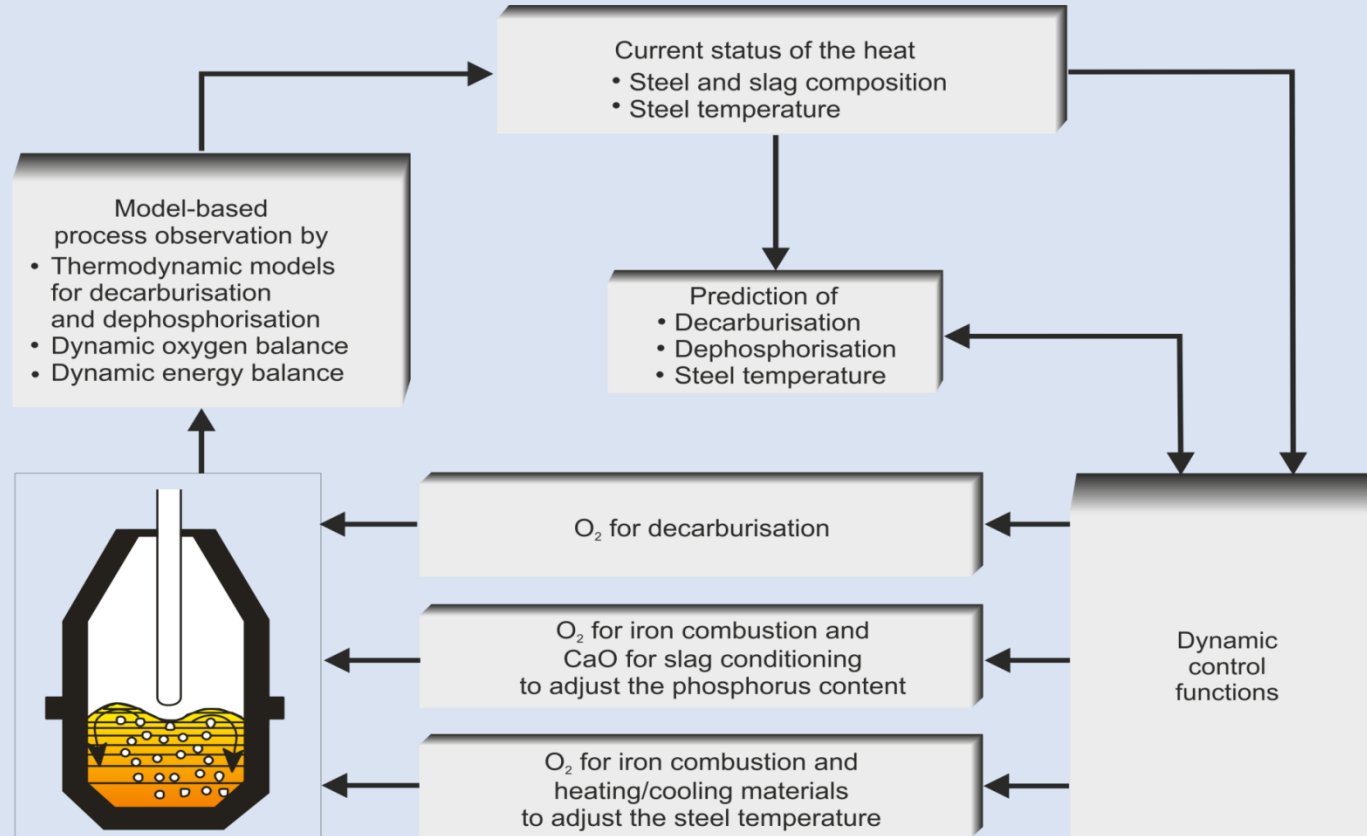 Current status of the heat
• Steel and slag composition
• Steel temperature
Model-based
process observation by
• Thermodynamic models
for decarburisation
and dephosphorisation
• Dynamic oxygen balance
• Dynamic energy balance
Prediction of
• Decarburisation
• Dephosphorisation
• Steel temperature
O₂ for decarburisation
O₂ for iron combustion and
CaO for slag conditioning
to adjust the phosphorus content
O₂ for iron combustion and
heating/cooling materials
to adjust the steel temperature
Dynamic
control
functions